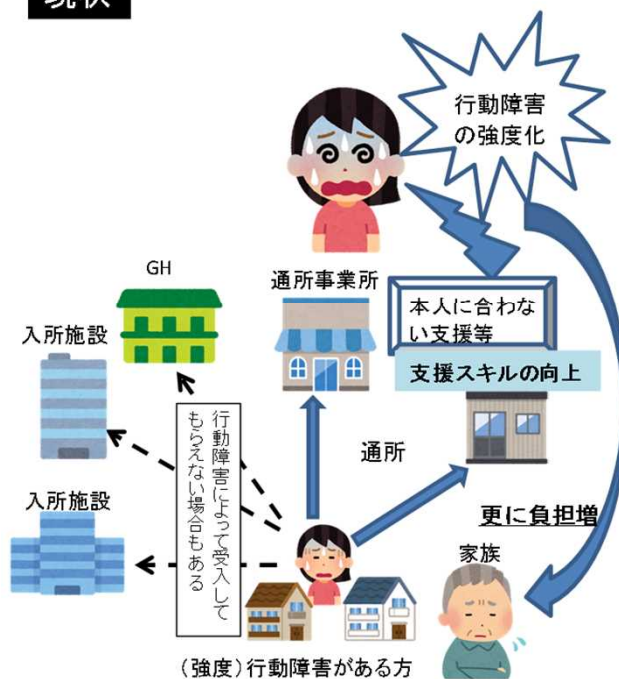 現状
行動障害
の強度化
GH
通所事業所
本人に合わな
い支援等
入所施設
支援スキルの向上
行動障害によって受入して
もらえない場合もある
通所
入所施設
更に負担増
家族
（強度）行動障害がある方